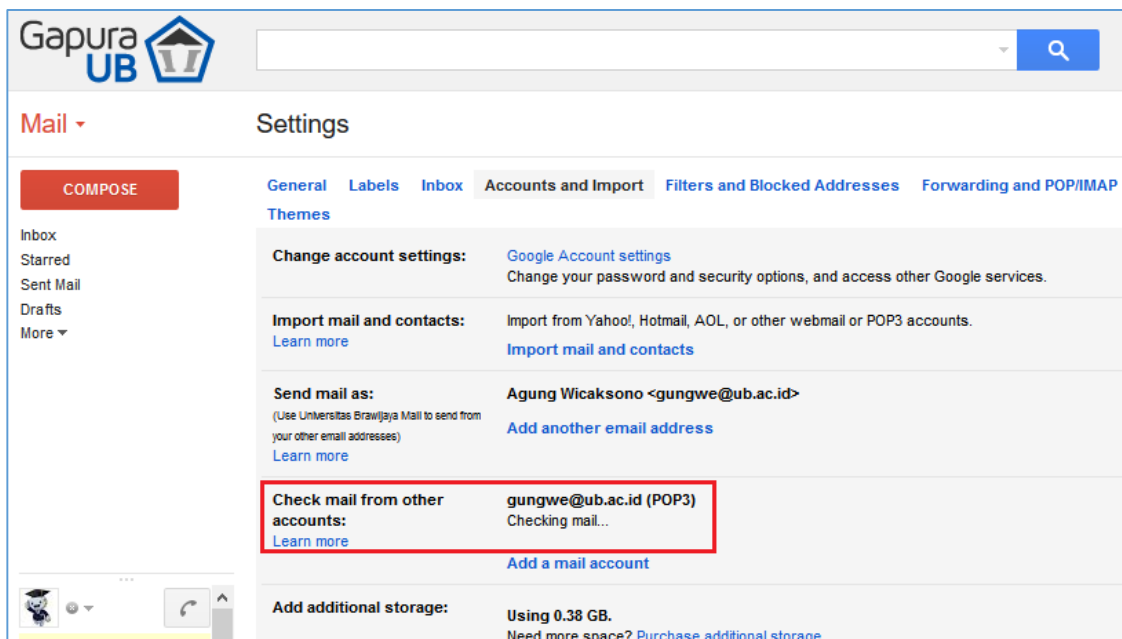 Gapura
UB
Mail
Settings
COMPOSE
Inbox
Starred
Sent Mail
Drafts
More
General Labels Inbox Accounts and Import Filters and Blocked Addresses Forwarding and POP/IMAP
Themes
Change account settings:
Google Account settings
Change your password and security options, and access other Google services.
Import mail and contacts:
Learn more
Import from Yahoo!, Hotmail, AOL, or other webmail or POP3 accounts.
Import mail and contacts
Send mail as:
(Use Universitas Brawijaya Mail to send from
your other email addresses)
Learn more
Agung Wicaksono <gungwe@ub.ac.id>
Add another email address
Check mail from other
accounts:
Learn more
gungwe@ub.ac.id (POP3)
Checking mail...
Add a mail account
Add additional storage:
Using 0.38 GB.
Need more space? Purchase additional storage